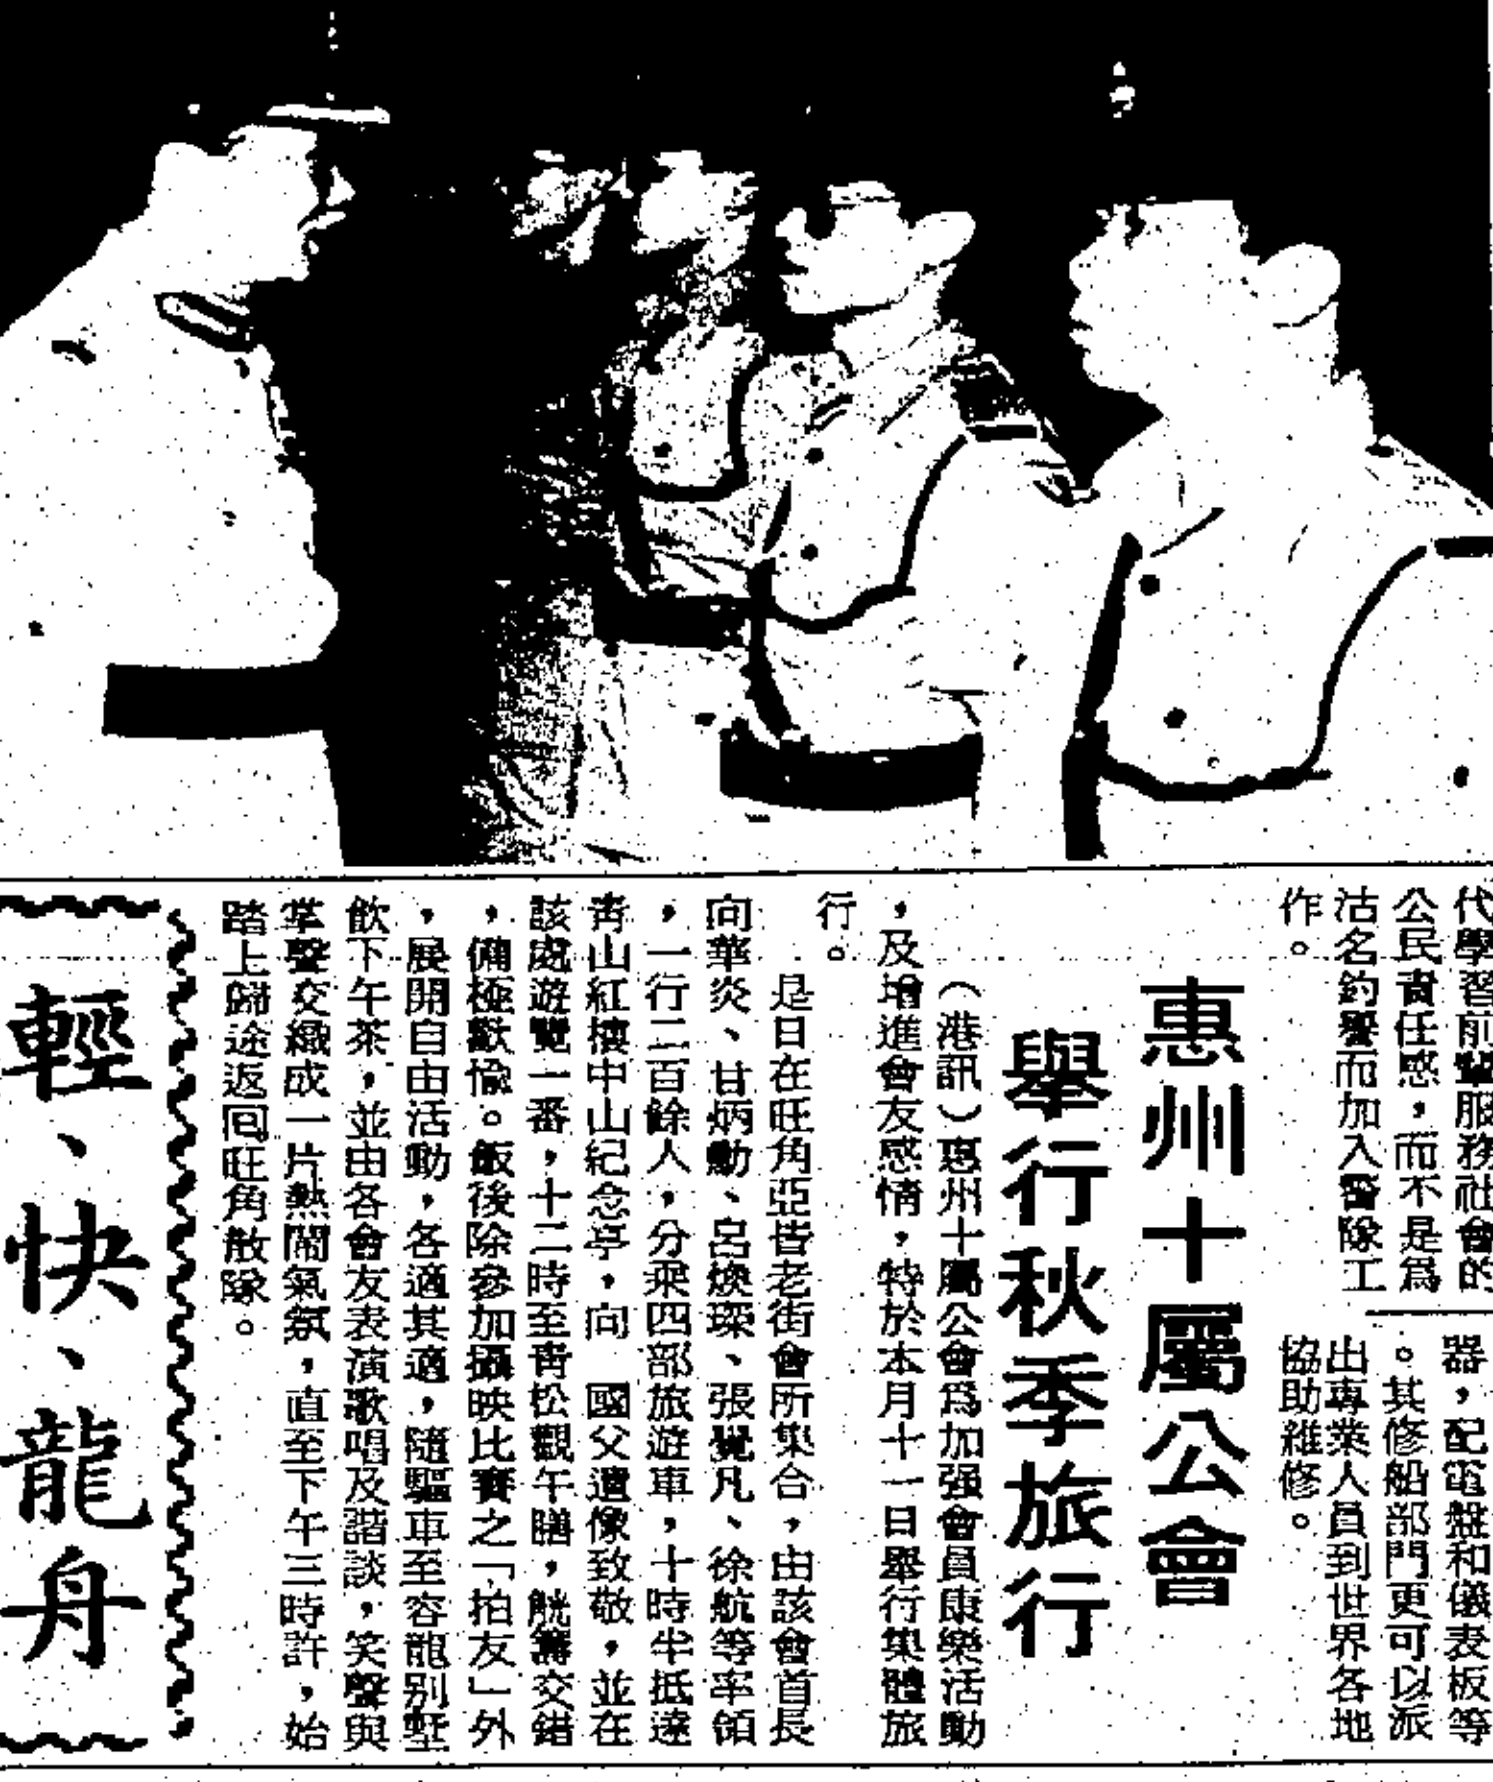 代學習前輩服務社會的
公民責任感，而不是爲
沽名釣譽而加入警隊工
作。
器，配電盤和儀表板等
。其修船部門更可以派
出專業人員到世界各地
協助維修。
惠州十屬公會
舉行秋季旅行
（港訊）惠州十屬公會爲加强會員康樂活動
，及增進會友感情，特於本月十一日舉行集體旅
行。
是日在旺角亞皆老街會所集合，由該會首長
向華炎、甘炳勳、呂煥琛、張覺凡、徐航等率領
，一行二百餘人，分乘四部旅遊車，十時半抵達
靑山紅樓中山紀念亭，向　國父遺像致敬，並在
該處遊覽一番，十二時至靑松觀午膳，觥籌交錯
，備極歡愉。飯後除參加攝映比賽之「拍友」外
，展開自由活動，各適其適，隨驅車至容龍別墅
飲下午茶，並由各會友表演歌唱及諧談，笑聲與
掌聲交織成一片熱鬧氣氛，直至下午三時許，始
踏上歸途返囘旺角散隊。
輕、快、龍舟